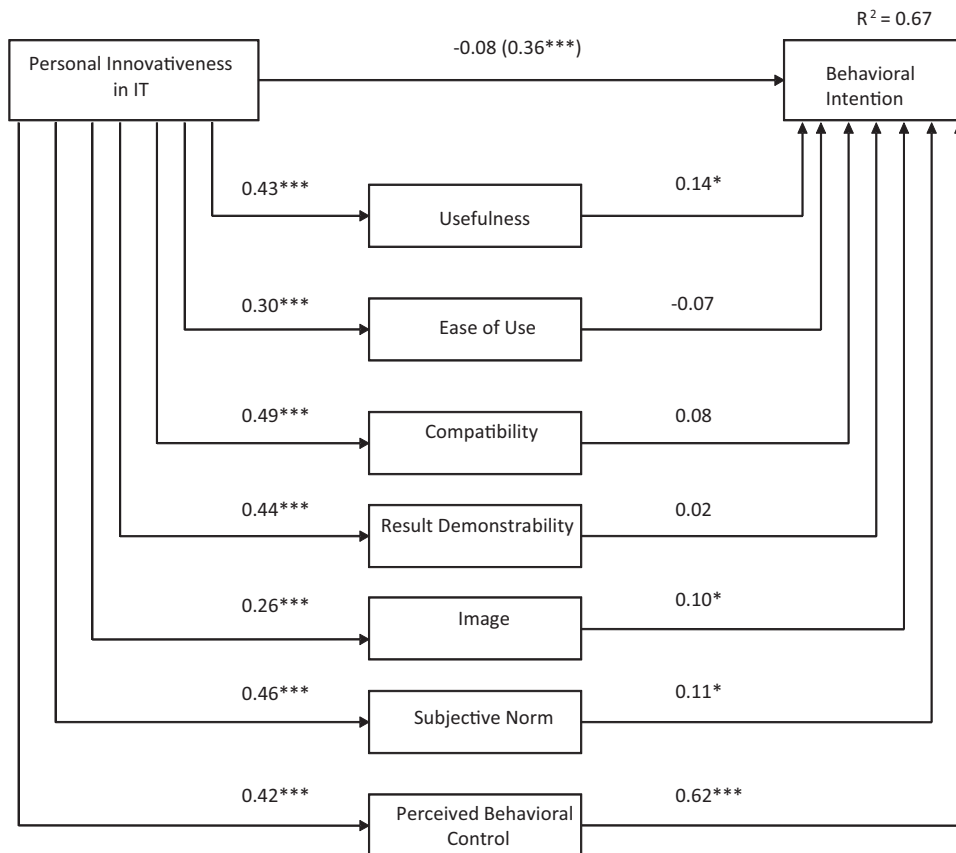 R² = 0.67
-0.08 (0.36***)
Personal Innovativeness
in IT
Behavioral
Intention
0.43***
Usefulness
0.14*
0.30***
Ease of Use
-0.07
0.49***
Compatibility
0.08
0.44***
Result Demonstrability
0.02
0.26***
Image
0.10*
0.46***
Subjective Norm
0.11*
0.42***
Perceived Behavioral
Control
0.62***